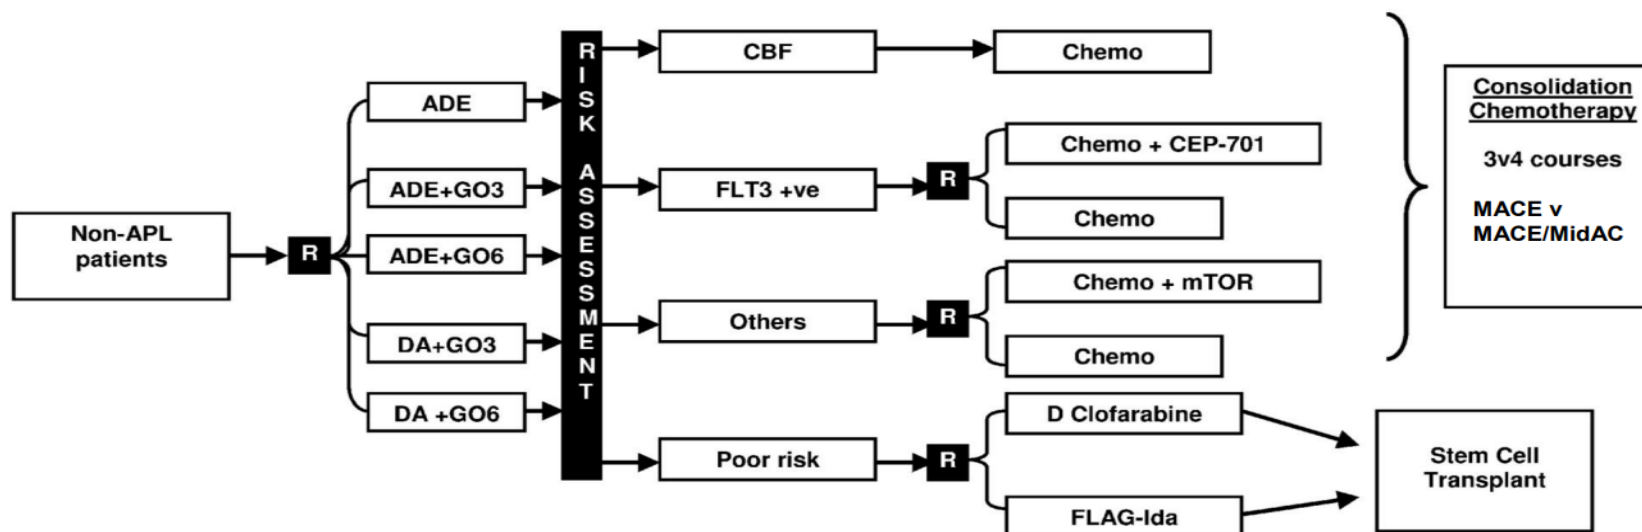 Non-APL
patients
R
ADE
ADE+GO3
ADE+GO6
DA+GO3
DA +GO6
RISK ASSESSMENT
CBF
Chemo
FLT3 +ve
R
Chemo + CEP-701
Chemo
Others
R
Chemo + mTOR
Chemo
Poor risk
R
D Clofarabine
FLAG-Ida
Consolidation
Chemotherapy
3v4 courses
MACE v
MACE/MidAC
Stem Cell
Transplant